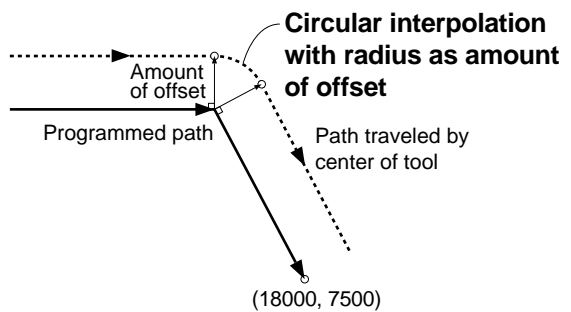 Circular interpolation
with radius as amount
of offset
Amount
of offset
Programmed path
Path traveled by
center of tool
(18000, 7500)